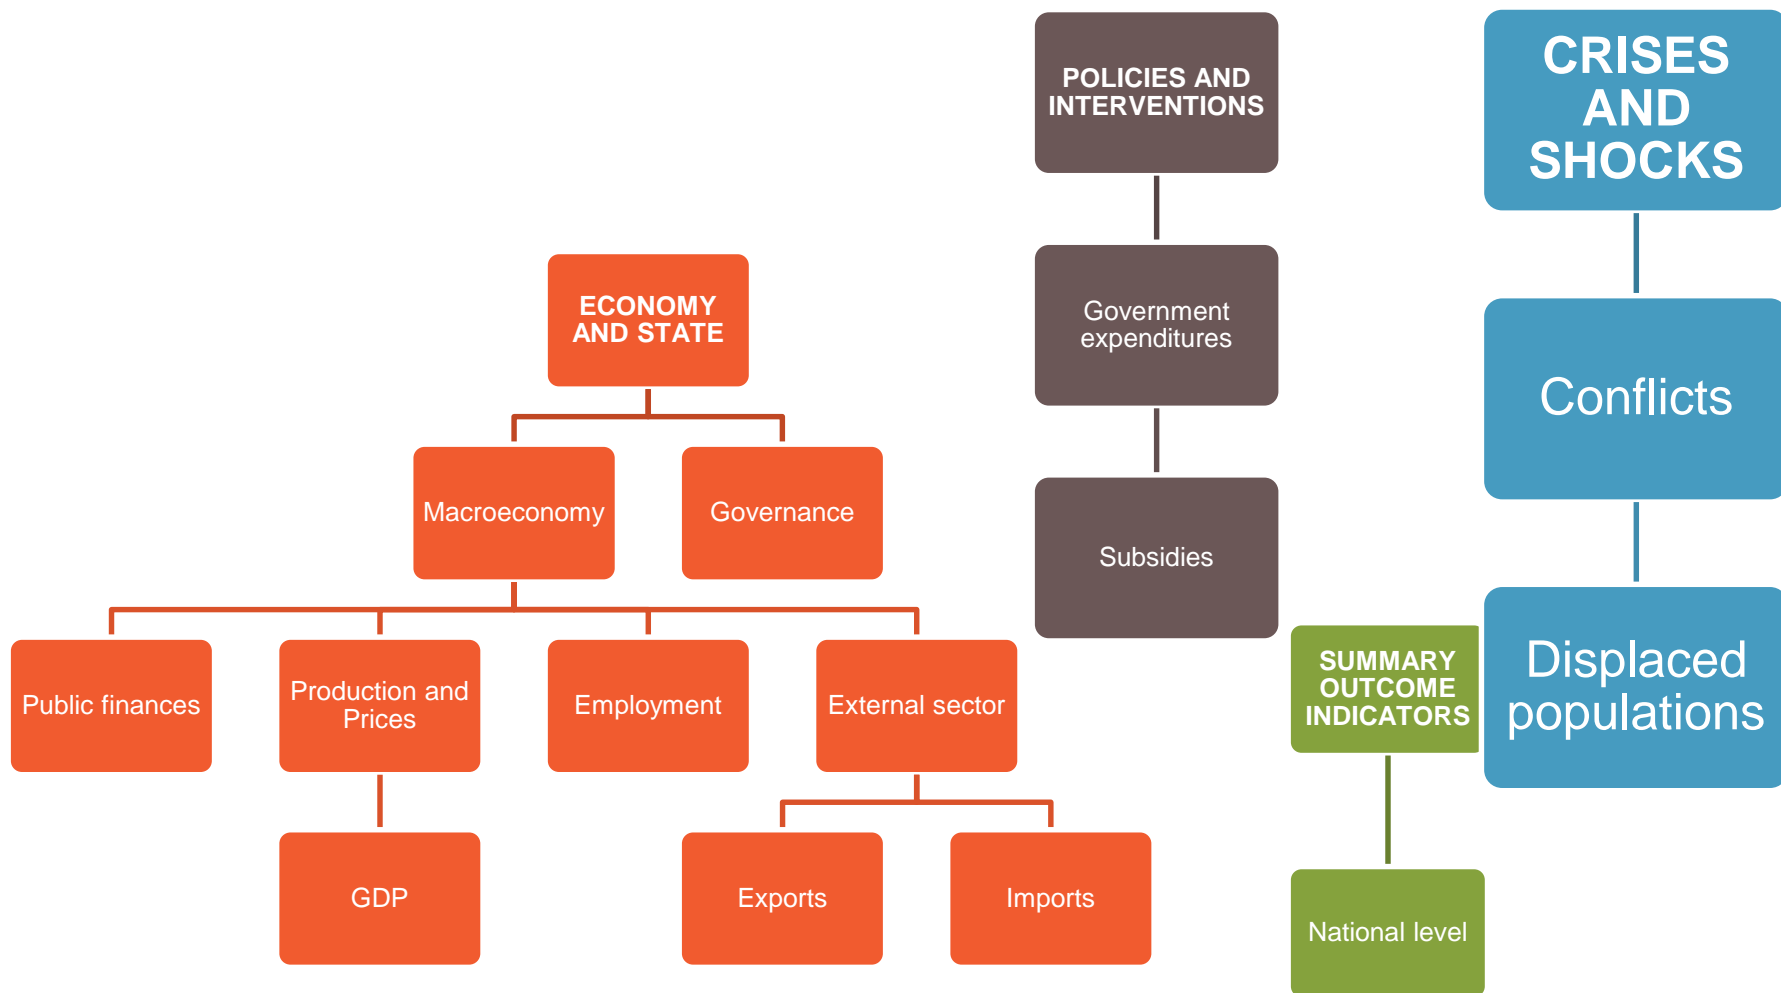 ECONOMY
AND STATE
Macroeconomy
Governance
Public finances
Production and
Prices
Employment
External sector
GDP
Exports
Imports
POLICIES AND
INTERVENTIONS
Government
expenditures
Subsidies
SUMMARY
OUTCOME
INDICATORS
National level
CRISES
AND
SHOCKS
Conflicts
Displaced
populations